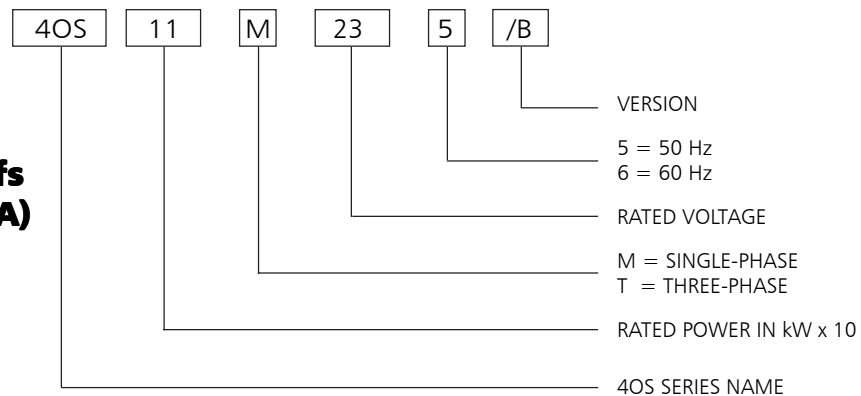 4OS 11 M 23 5 /B
VERSION
5 = 50 Hz
6 = 60 Hz
fs
A)
RATED VOLTAGE
M = SINGLE-PHASE
T = THREE-PHASE
RATED POWER IN kW x 10
4OS SERIES NAME